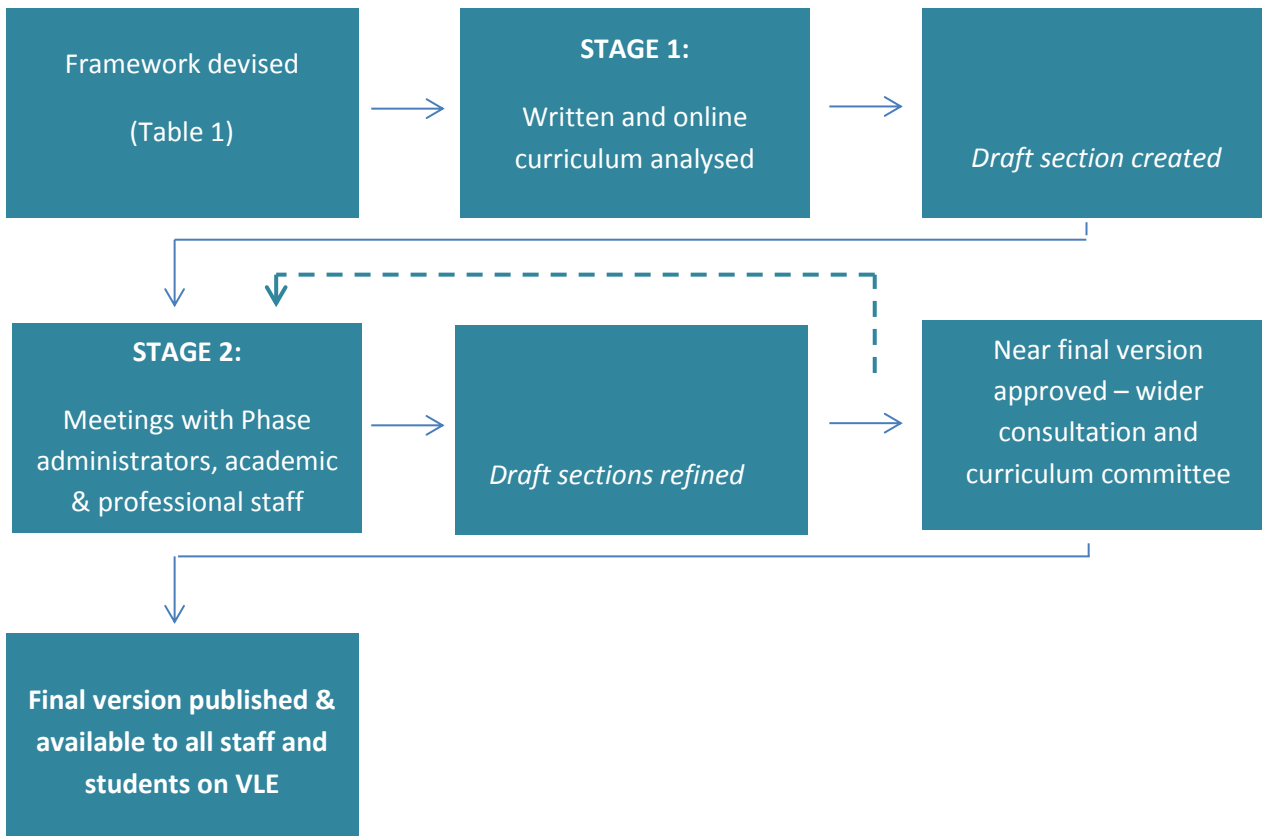 Framework devised
(Table 1)
STAGE 1:
Written and online
curriculum analysed
Draft section created
STAGE 2:
Meetings with Phase
administrators, academic
& professional staff
Draft sections refined
Near final version
approved – wider
consultation and
curriculum committee
Final version published &
available to all staff and
students on VLE